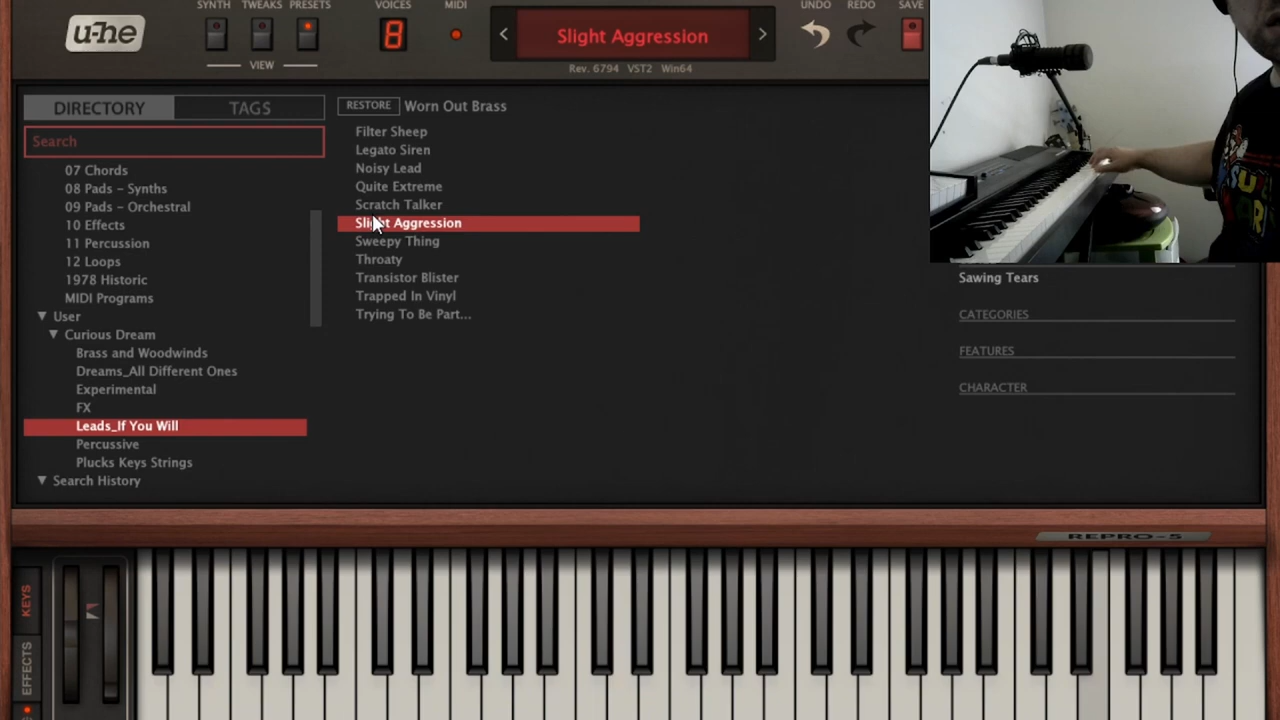 SYNTH TWEAKS PRESETS VOICES MIDI UNDO REDO SAVE
u-he
8
Slight Aggression
VIEW
Rev. 6794 VST2 Win64
DIRECTORY TAGS
Search
RESTORE Worn Out Brass
07 Chords
08 Pads - Synths
09 Pads - Orchestral
10 Effects
11 Percussion
12 Loops
1978 Historic
MIDI Programs
User
Curious Dream
Brass and Woodwinds
Dreams_All Different Ones
Experimental
FX
Leads_If You Will
Percussive
Plucks Keys Strings
Search History
Filter Sheep
Legato Siren
Noisy Lead
Quite Extreme
Scratch Talker
Slight Aggression
Sweepy Thing
Throaty
Transistor Blister
Trapped In Vinyl
Trying To Be Part...
Sawing Tears
CATEGORIES
FEATURES
CHARACTER
REPRO-5
KEYS
EFFECTS